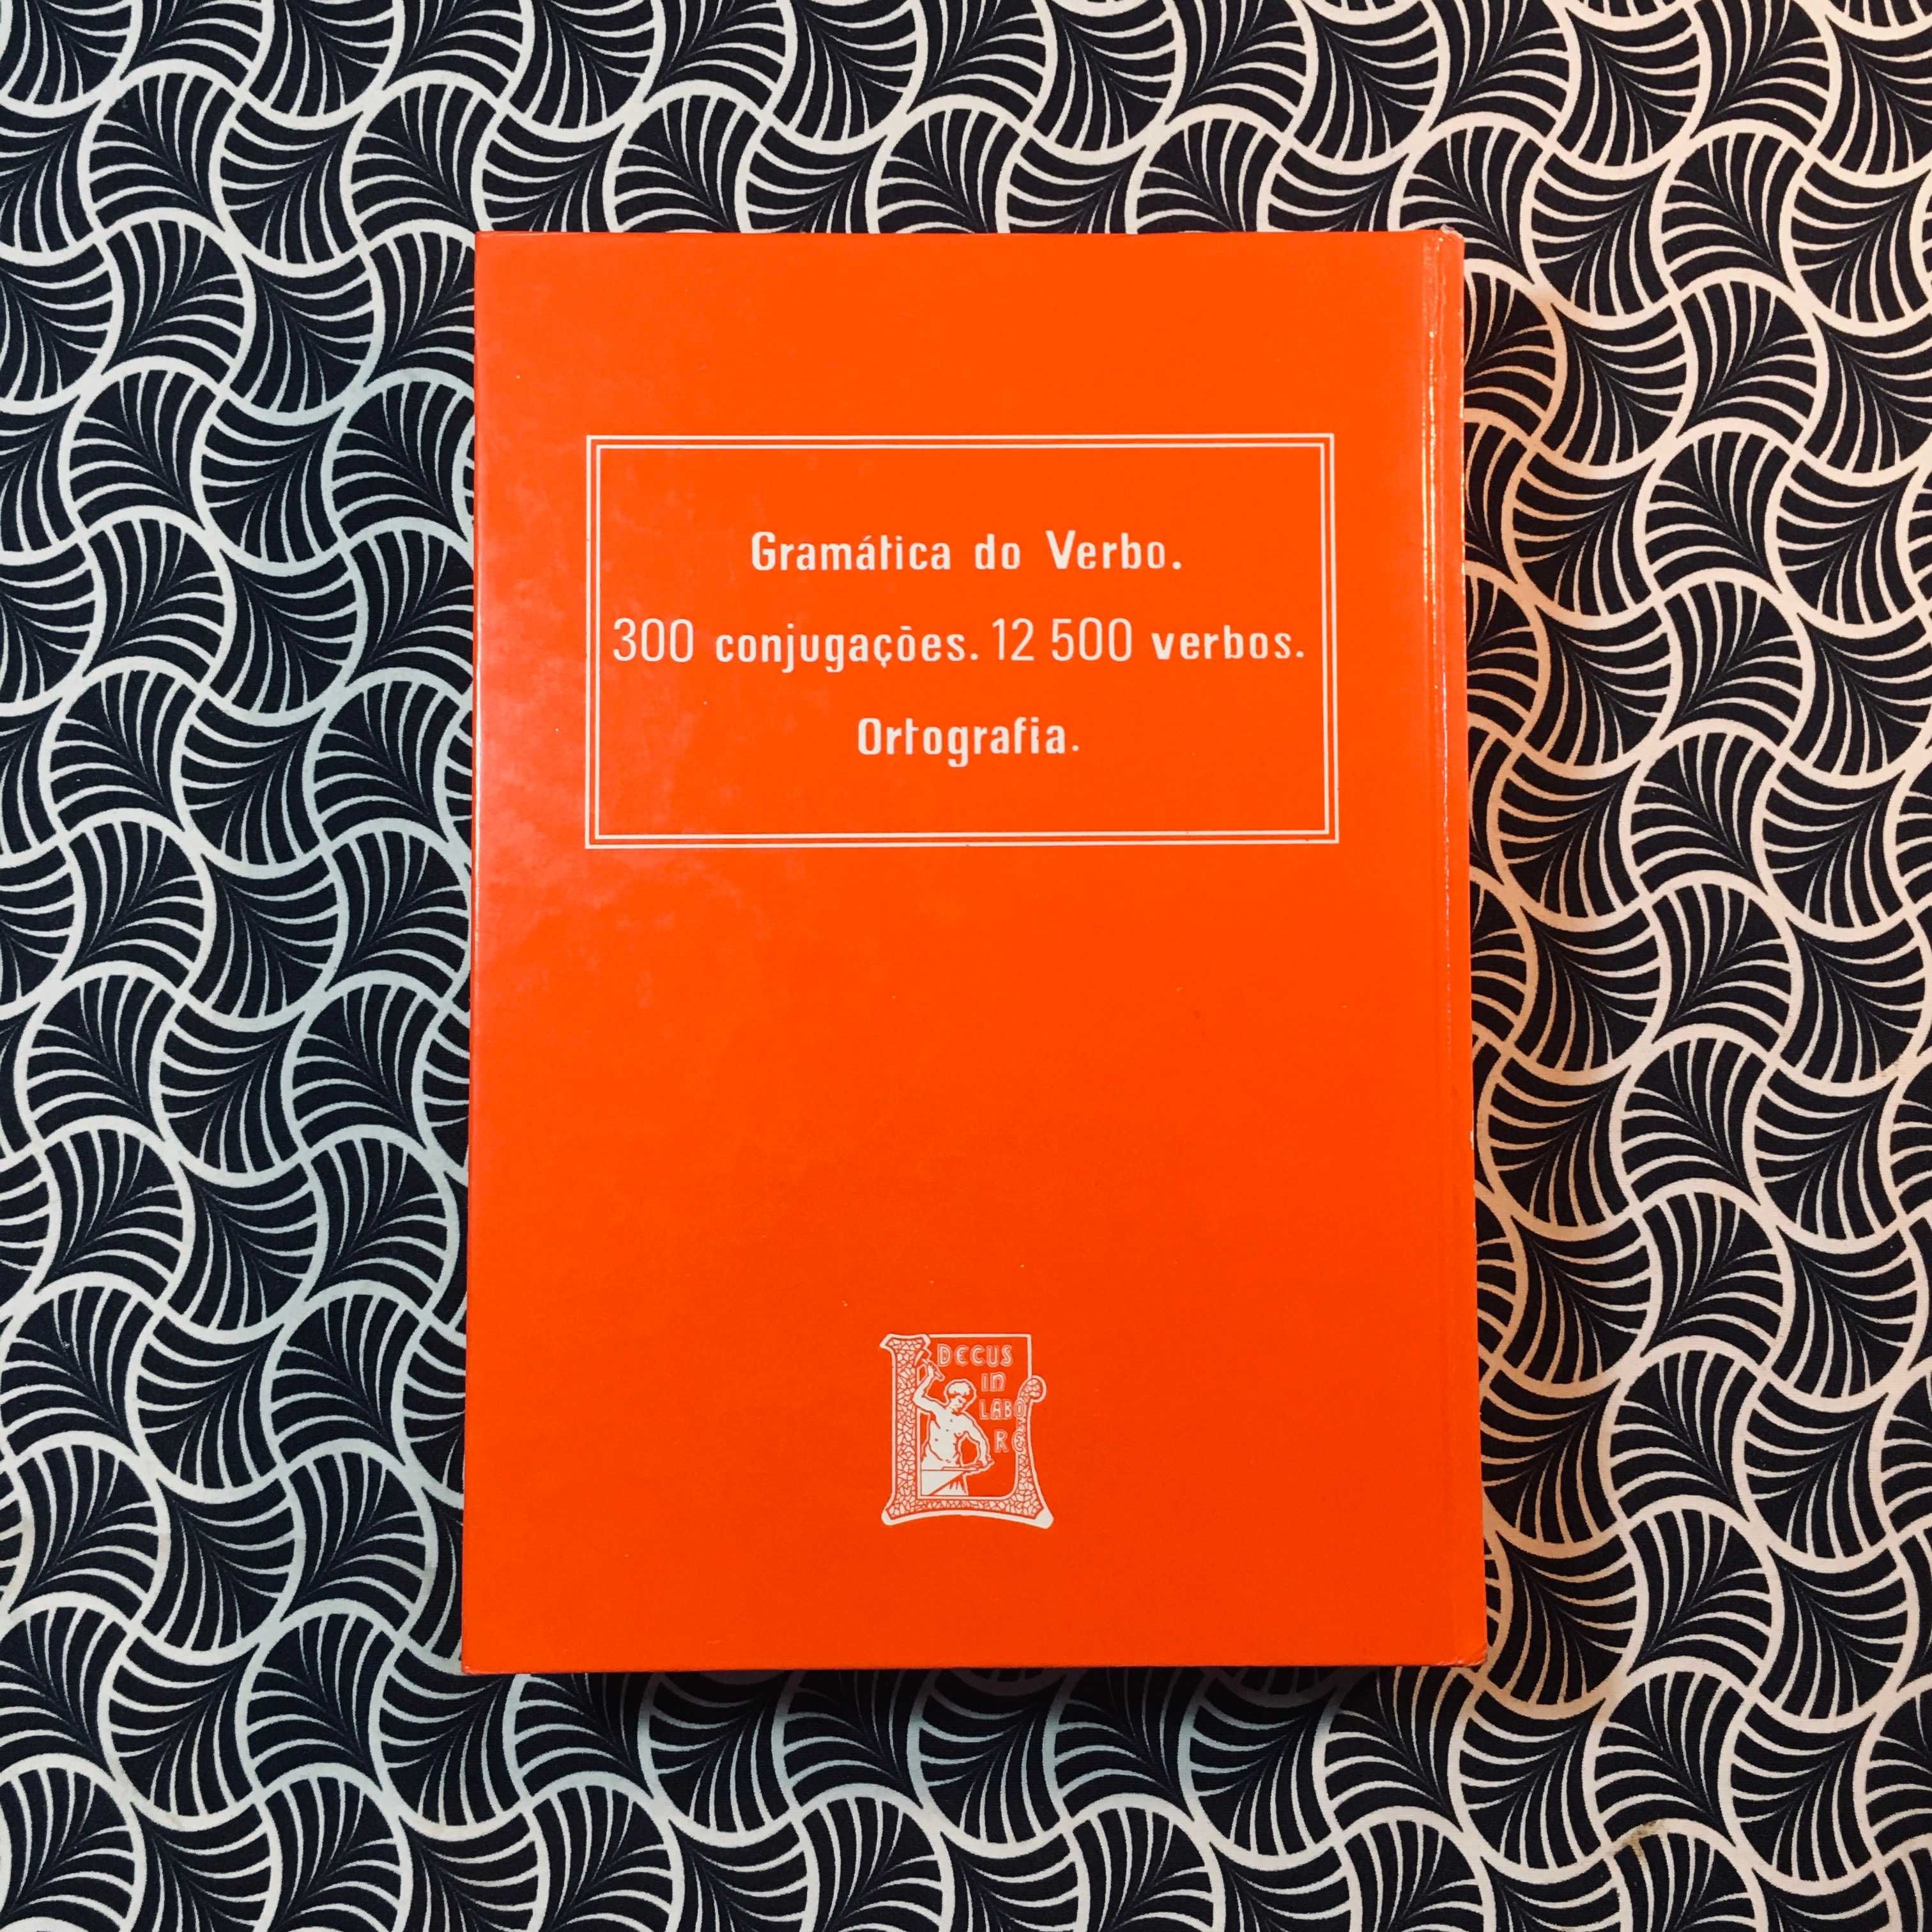 Gramática do Verbo.
300 conjugações. 12 500 verbos.
Ortografia.
DECUS
IN
LABO
RE